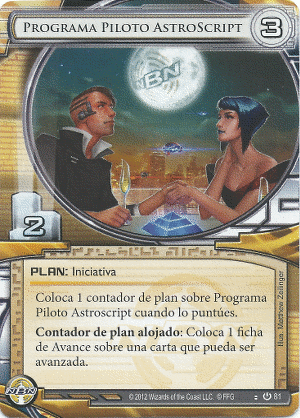 Programa Piloto AstroScript
3
NBN
2
PLAN: Iniciativa
Coloca 1 contador de plan sobre Programa
Piloto Astroscript cuando lo puntúes.
Contador de plan alojado: Coloca 1 ficha
de Avance sobre una carta que pueda ser
avanzada.
Ilus. Matthew Zeilinger
NBN
© 2012 Wizards of the Coast LLC. © FFG
81